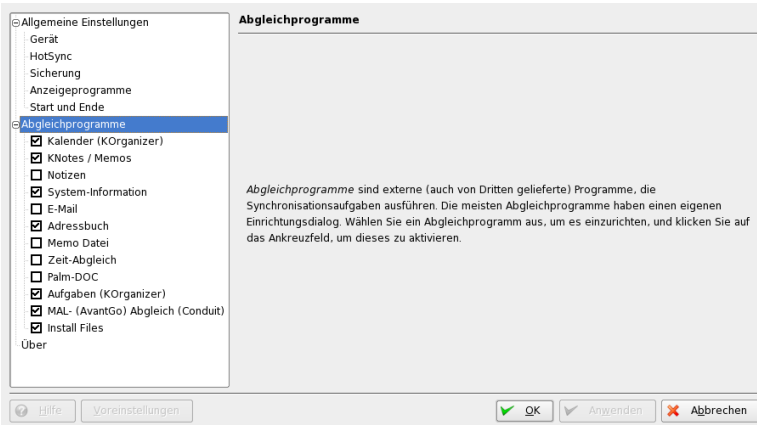 Allgemeine Einstellungen
Gerät
HotSync
Sicherung
Anzeigeprogramme
Start und Ende
Abgleichprogramme
Kalender (KOrganizer)
KNotes / Memos
Notizen
System-Information
E-Mail
Adressbuch
Memo Datei
Zeit-Abgleich
Palm-DOC
Aufgaben (KOrganizer)
MAL- (AvantGo) Abgleich (Conduit)
Install Files
Über
Abgleichprogramme
Abgleichprogramme sind externe (auch von Dritten gelieferte) Programme, die
Synchronisationsaufgaben ausführen. Die meisten Abgleichprogramme haben einen eigenen
Einrichtungsdialog. Wählen Sie ein Abgleichprogramm aus, um es einzurichten, und klicken Sie auf
das Ankreuzfeld, um dieses zu aktivieren.
Hilfe
Voreinstellungen
OK
Anwenden
Abbrechen